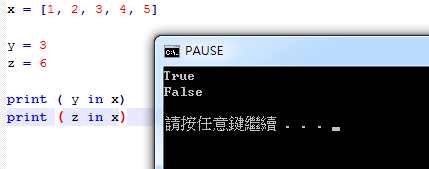 x = [1, 2, 3, 4, 5]
y = 3
z = 6
print ( y in x)
print ( z in x)
C:\. PAUSE
True
False
請按任意鍵繼續 . . .